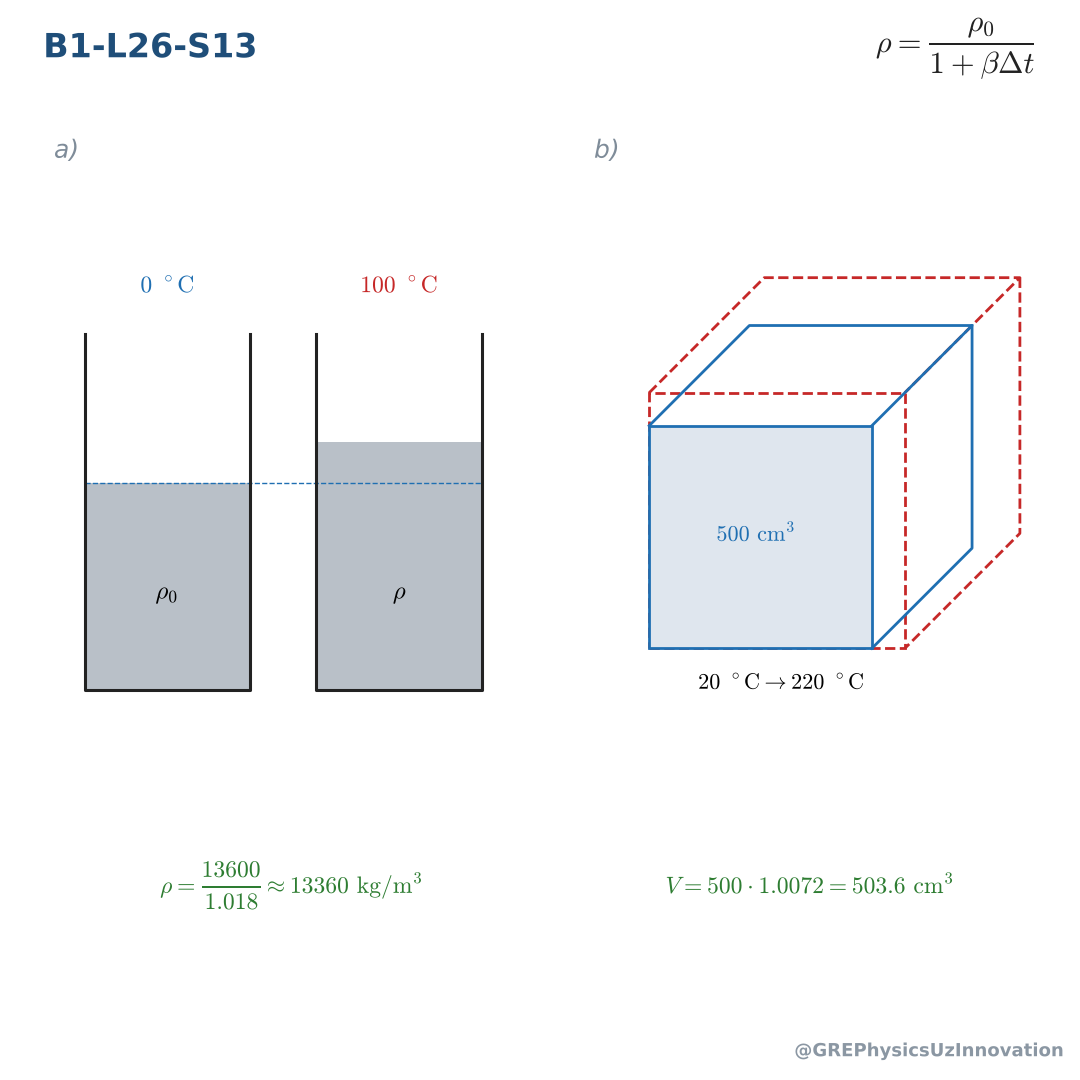 B1-L26-S13
ρ = ρ₀ / (1 + βΔt)
a)
b)
0 °C
100 °C
ρ₀
ρ
500 cm³
20 °C → 220 °C
ρ = 13600 / 1.018 ≈ 13360 kg/m³
V = 500 · 1.0072 = 503.6 cm³
@GREPhysicsUzInnovation